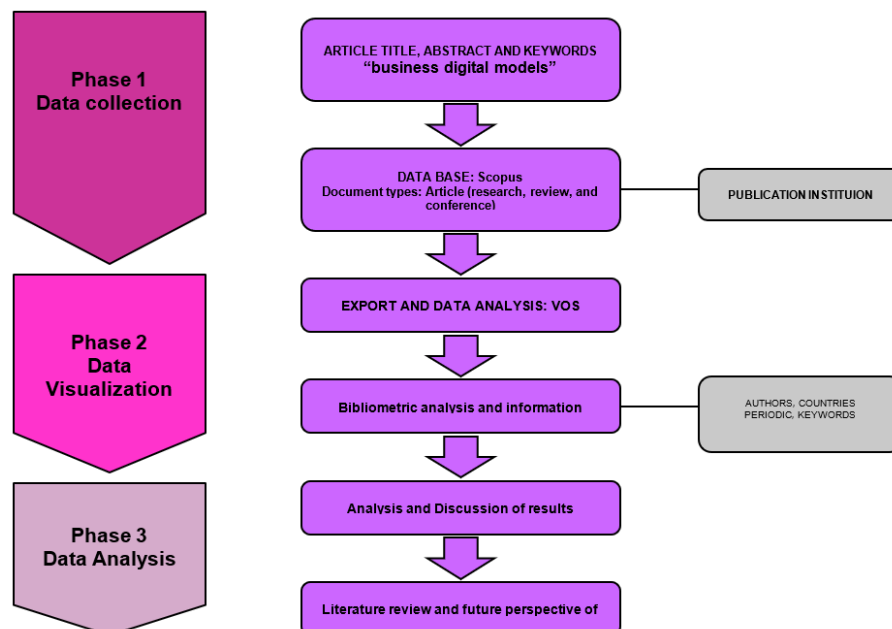 Phase 1
Data collection
ARTICLE TITLE, ABSTRACT AND KEYWORDS
“business digital models”
DATA BASE: Scopus
Document types: Article (research, review, and
conference)
PUBLICATION INSTITUION
Phase 2
Data
Visualization
EXPORT AND DATA ANALYSIS: VOS
Bibliometric analysis and information
AUTHORS, COUNTRIES
PERIODIC, KEYWORDS
Phase 3
Data Analysis
Analysis and Discussion of results
Literature review and future perspective of